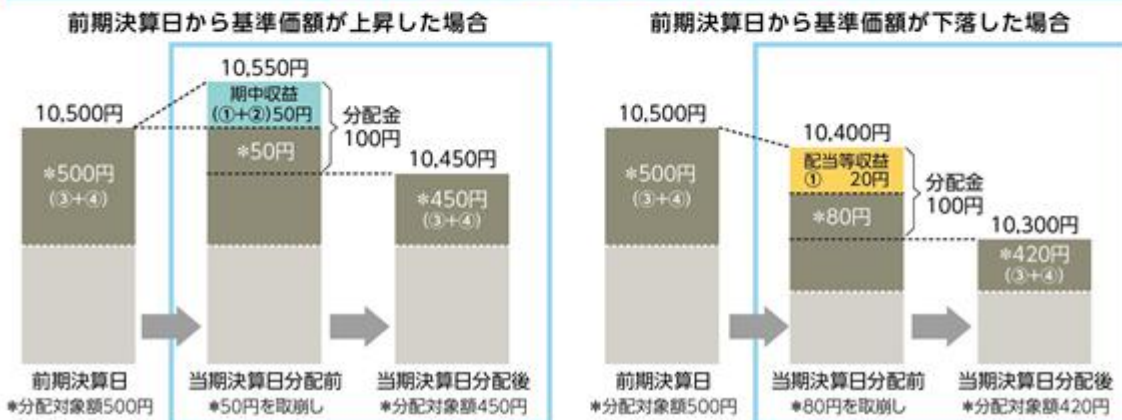 前期決算日から基準価額が上昇した場合
10,550円
期中収益
(①+②)50円
10,500円
分配金
100円
*50円
10,450円
*500円
(③+④)
*450円
(③+④)
前期決算日
当期決算日分配前
当期決算日分配後
*分配対象額500円
*50円を取崩し
*分配対象額450円
前期決算日から基準価額が下落した場合
10,500円
10,400円
配当等収益
① 20円
分配金
100円
*500円
(③+④)
*80円
10,300円
*420円
(③+④)
前期決算日
当期決算日分配前
当期決算日分配後
*分配対象額500円
*80円を取崩し
*分配対象額420円